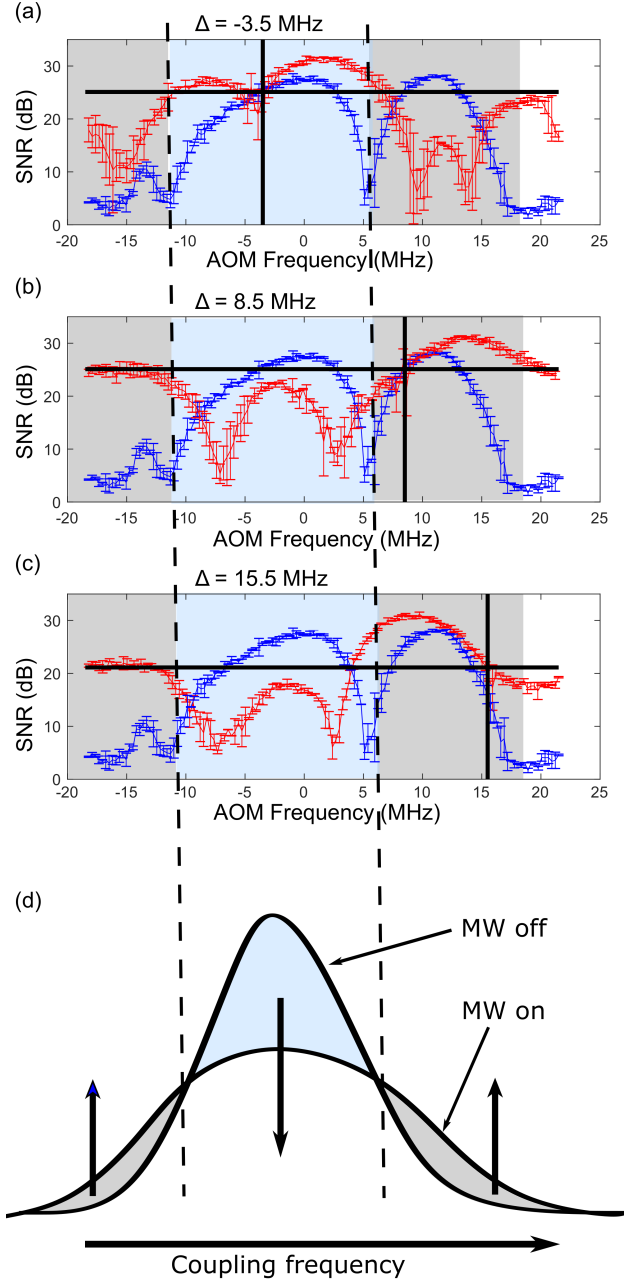 (a)
Δ = -3.5 MHz
SNR (dB)
30
20
10
0
-20 -15 -10 -5 0 5 10 15 20 25
AOM Frequency (MHz)
(b)
Δ = 8.5 MHz
SNR (dB)
30
20
10
0
-20 -15 -10 -5 0 5 10 15 20 25
AOM Frequency (MHz)
(c)
Δ = 15.5 MHz
SNR (dB)
30
20
10
0
-20 -15 -10 -5 0 5 10 15 20 25
AOM Frequency (MHz)
(d)
MW off
MW on
Coupling frequency